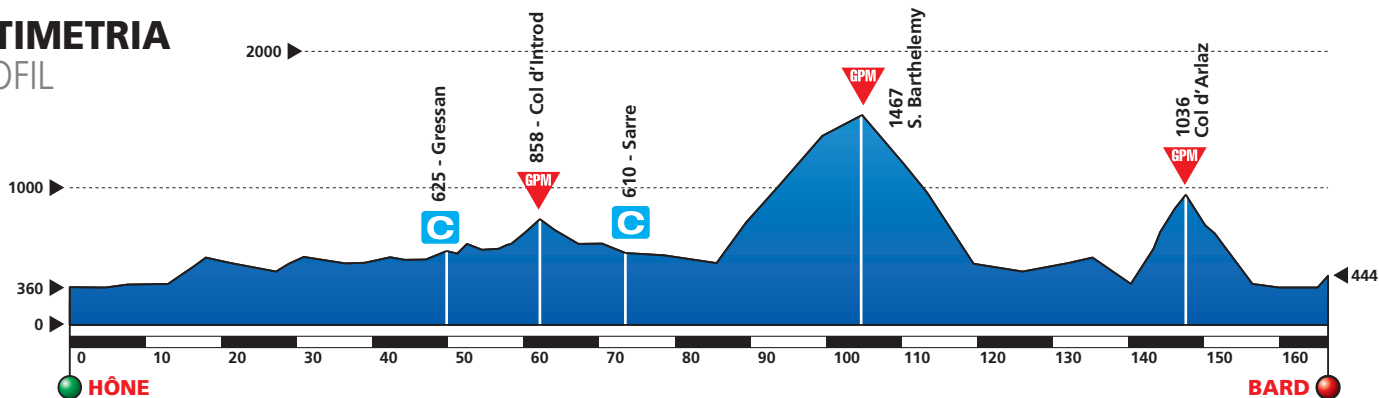 TIMETRIA
OFIL
2000
1000
360
0
625 - Gressan
C
858 - Col d'Introd
GPM
610 - Sarre
C
GPM
1467
S. Barthelemy
1036
Col d'Arlaz
GPM
444
0 10 20 30 40 50 60 70 80 90 100 110 120 130 140 150 160
HÔNE
BARD